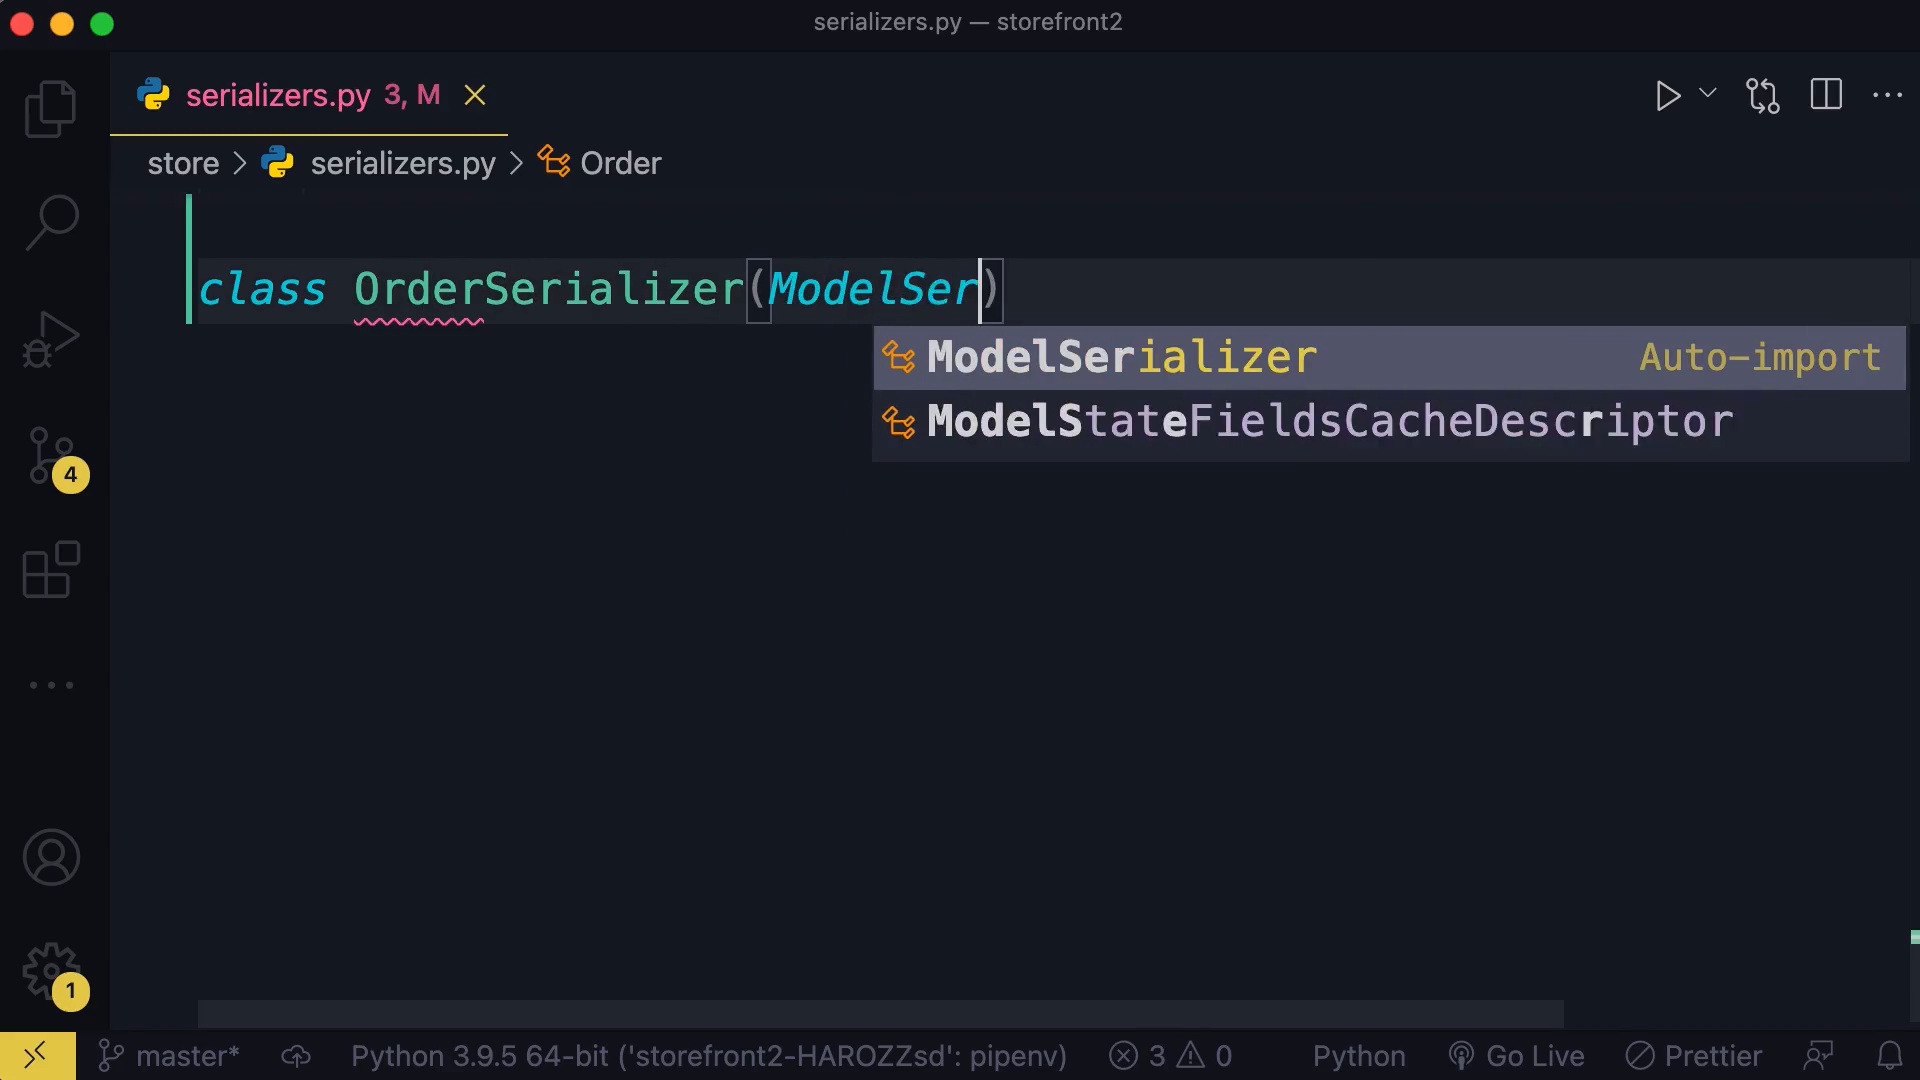 serializers.py — storefront2
serializers.py 3, M
store > serializers.py > Order
class OrderSerializer(ModelSer)
ModelSerializer Auto-import
ModelStateFieldsCacheDescriptor
4
1
master* Python 3.9.5 64-bit ('storefront2-HAROZZsd': pipenv) 3 0 Python Go Live Prettier